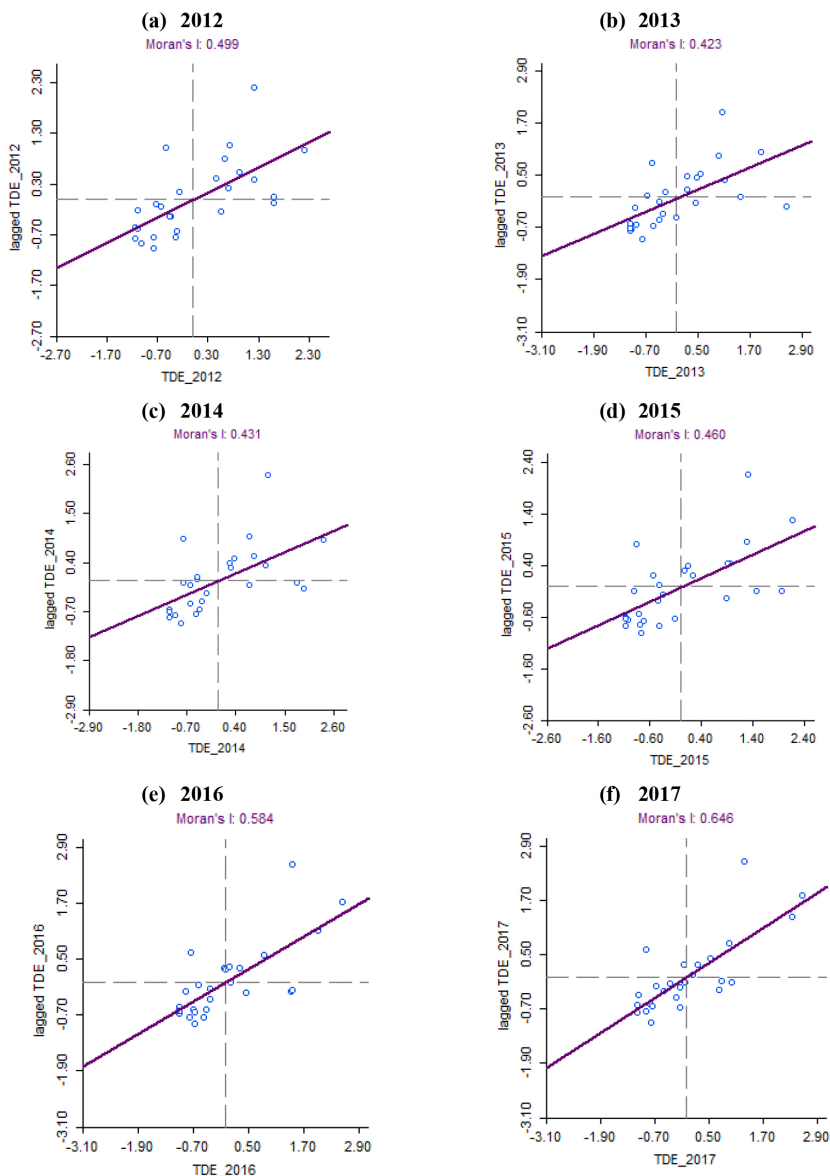 (a) 2012
Moran's I: 0.499
lagged TDE_2012
2.30
1.30
0.30
-0.70
-1.70
-2.70
-2.70 -1.70 -0.70 0.30 1.30 2.30
TDE_2012
(b) 2013
Moran's I: 0.423
lagged TDE_2013
2.90
1.70
0.50
-0.70
-1.90
-3.10
-3.10 -1.90 -0.70 0.50 1.70 2.90
TDE_2013
(c) 2014
Moran's I: 0.431
lagged TDE_2014
2.60
1.50
0.40
-0.70
-1.80
-2.90
-2.90 -1.80 -0.70 0.40 1.50 2.60
TDE_2014
(d) 2015
Moran's I: 0.460
lagged TDE_2015
2.40
1.40
0.40
-0.60
-1.60
-2.60
-2.60 -1.60 -0.60 0.40 1.40 2.40
TDE_2015
(e) 2016
Moran's I: 0.584
lagged TDE_2016
2.90
1.70
0.50
-0.70
-1.90
-3.10
-3.10 -1.90 -0.70 0.50 1.70 2.90
TDE_2016
(f) 2017
Moran's I: 0.646
lagged TDE_2017
2.90
1.70
0.50
-0.70
-1.90
-3.10
-3.10 -1.90 -0.70 0.50 1.70 2.90
TDE_2017